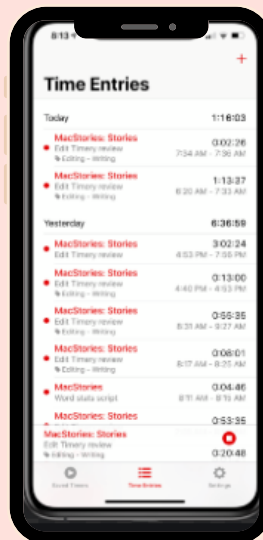 8:13
+
Time Entries
Today 1:16:03
MacStories: Stories 0:02:26
Edit Timery review 7:34 AM - 7:36 AM
Editing - Writing
MacStories: Stories 1:13:37
Edit Timery review 6:20 AM - 7:33 AM
Editing - Writing
Yesterday 6:36:59
MacStories: Stories 3:02:24
Edit Timery review 4:53 PM - 7:55 PM
Editing - Writing
MacStories: Stories 0:13:00
Edit Timery review 4:40 PM - 4:53 PM
Editing - Writing
MacStories: Stories 0:55:35
Edit Timery review 8:31 AM - 9:27 AM
Editing - Writing
MacStories: Stories 0:08:01
Edit Timery review 8:17 AM - 8:25 AM
Editing - Writing
MacStories 0:04:46
Word stats script 8:11 AM - 8:15 AM
MacStories: Stories 0:53:35
MacStories: Stories
Edit Timery review
Editing - Writing 0:20:48
Saved Timers Time Entries Settings